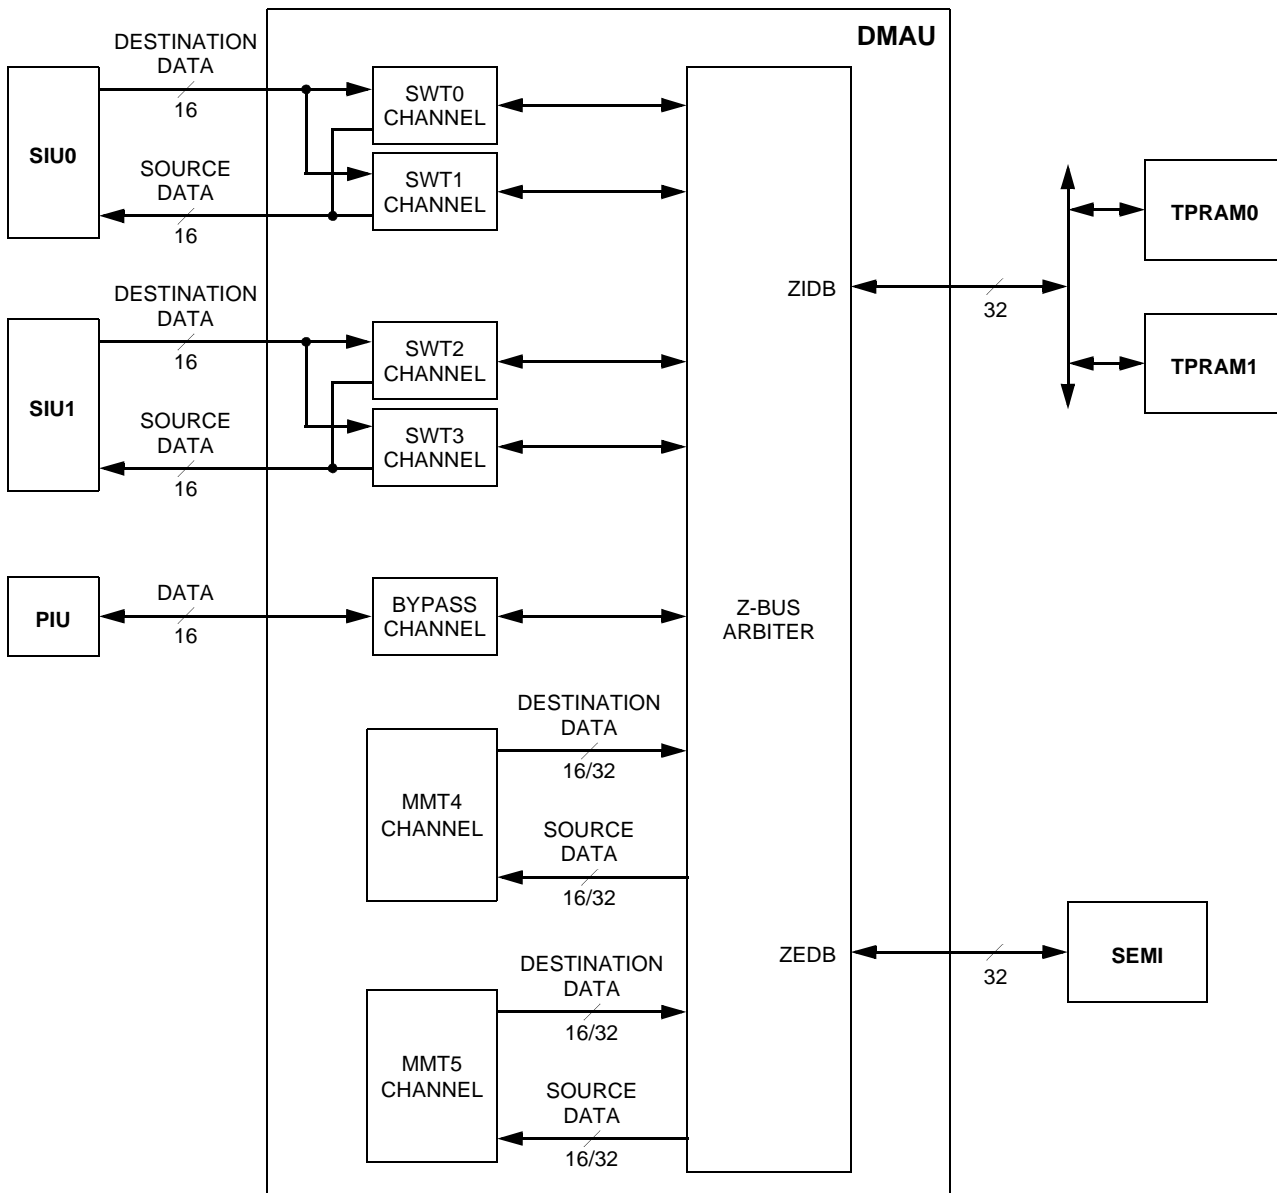 DMAU
DESTINATION
DATA
16
SIU0
SOURCE
DATA
16
SWT0
CHANNEL
SWT1
CHANNEL
DESTINATION
DATA
16
SIU1
SOURCE
DATA
16
SWT2
CHANNEL
SWT3
CHANNEL
PIU
DATA
16
BYPASS
CHANNEL
MMT4
CHANNEL
DESTINATION
DATA
16/32
SOURCE
DATA
16/32
MMT5
CHANNEL
DESTINATION
DATA
16/32
SOURCE
DATA
16/32
Z-BUS
ARBITER
ZIDB
32
TPRAM0
TPRAM1
ZEDB
32
SEMI